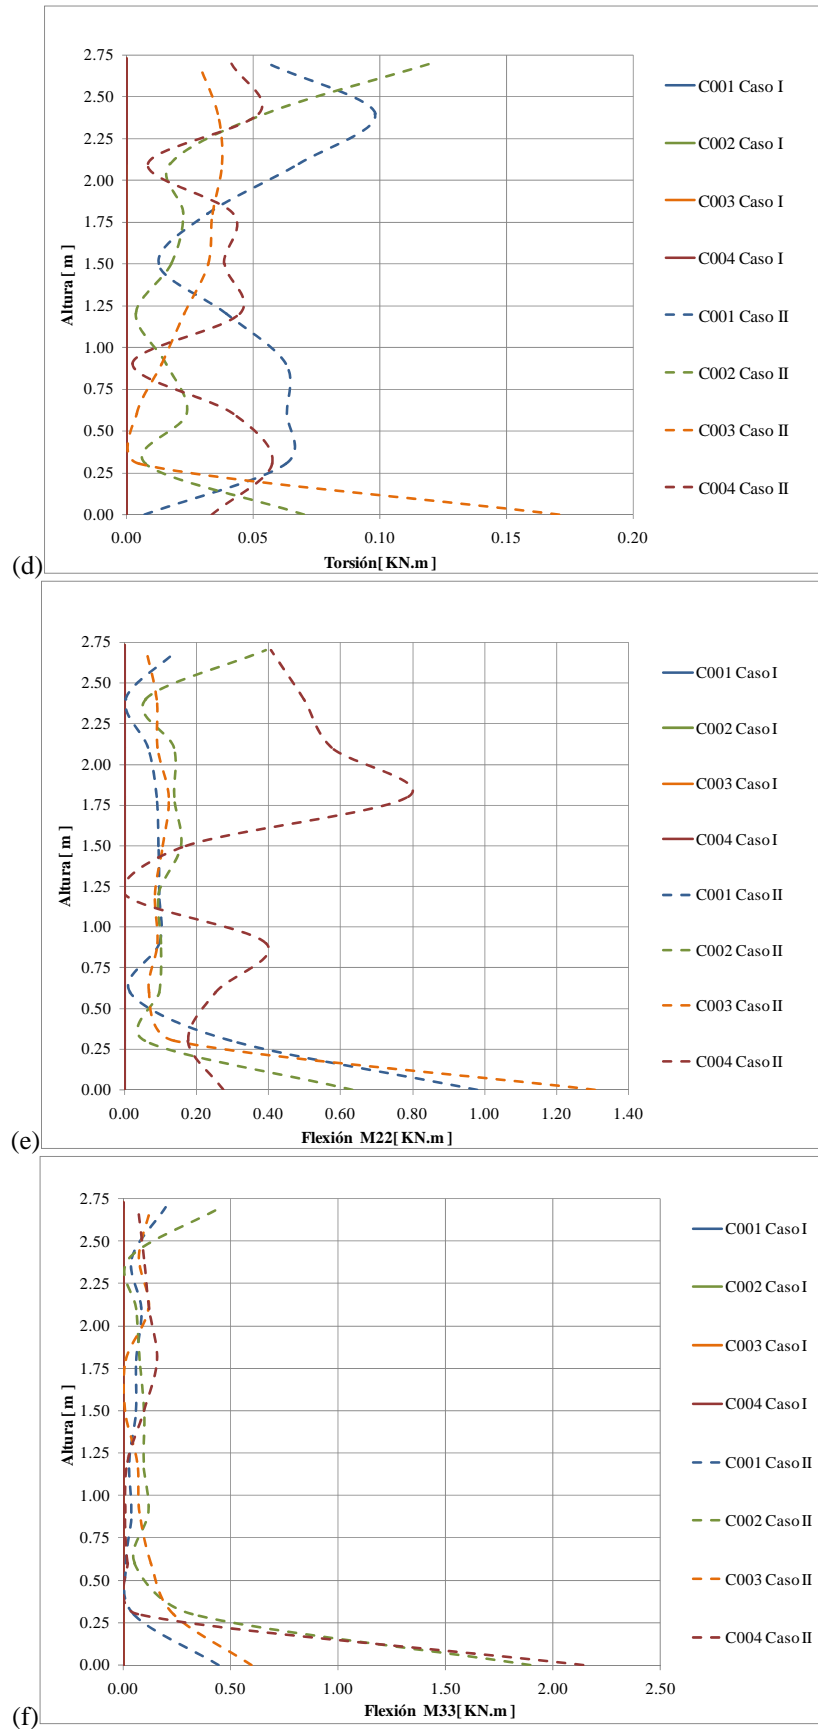 2.75
2.50
2.25
2.00
1.75
1.50
1.25
1.00
0.75
0.50
0.25
0.00
Altura [ m ]
0.00 0.05 0.10 0.15 0.20
Torsión[ KN.m ]
C001 Caso I
C002 Caso I
C003 Caso I
C004 Caso I
C001 Caso II
C002 Caso II
C003 Caso II
C004 Caso II
(d)
2.75
2.50
2.25
2.00
1.75
1.50
1.25
1.00
0.75
0.50
0.25
0.00
Altura [ m ]
0.00 0.20 0.40 0.60 0.80 1.00 1.20 1.40
Flexión M22[ KN.m ]
C001 Caso I
C002 Caso I
C003 Caso I
C004 Caso I
C001 Caso II
C002 Caso II
C003 Caso II
C004 Caso II
(e)
2.75
2.50
2.25
2.00
1.75
1.50
1.25
1.00
0.75
0.50
0.25
0.00
Altura [ m ]
0.00 0.50 1.00 1.50 2.00 2.50
Flexión M33[ KN.m ]
C001 Caso I
C002 Caso I
C003 Caso I
C004 Caso I
C001 Caso II
C002 Caso II
C003 Caso II
C004 Caso II
(f)